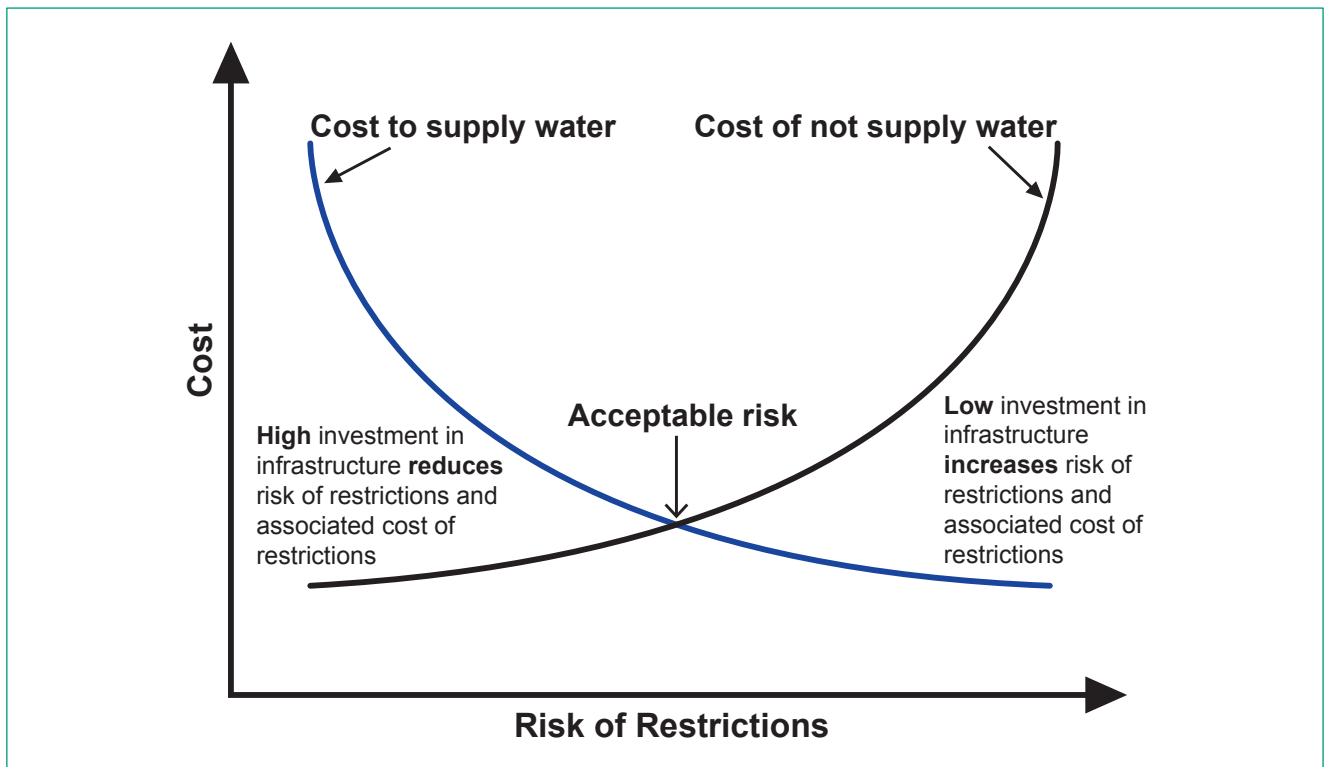 Cost to supply water
Cost of not supply water
Cost
Acceptable risk
High investment in
infrastructure reduces
risk of restrictions and
associated cost of
restrictions
Low investment in
infrastructure
increases risk of
restrictions and
associated cost of
restrictions
Risk of Restrictions